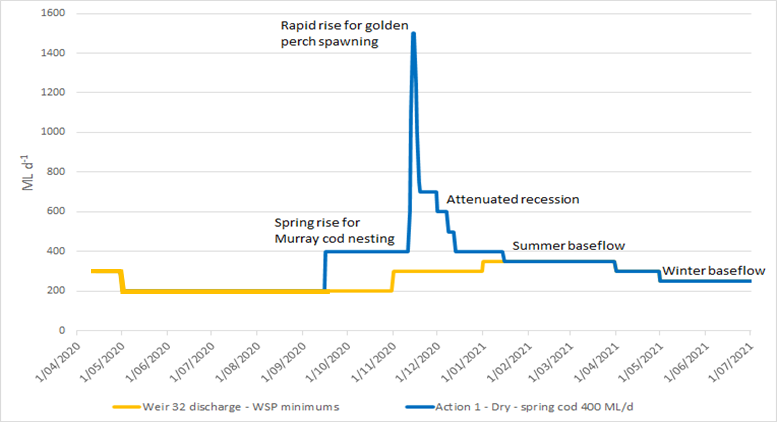 1600
Rapid rise for golden
perch spawning
1400
1200
1000
ML d-1
800
600
Attenuated recession
Spring rise for
Murray cod nesting
400
Summer baseflow
Winter baseflow
200
0
1/04/2020
1/05/2020
1/06/2020
1/07/2020
1/08/2020
1/09/2020
1/10/2020
1/11/2020
1/12/2020
1/01/2021
1/02/2021
1/03/2021
1/04/2021
1/05/2021
1/06/2021
1/07/2021
Weir 32 discharge - WSP minimums
Action 1 - Dry - spring cod 400 ML/d